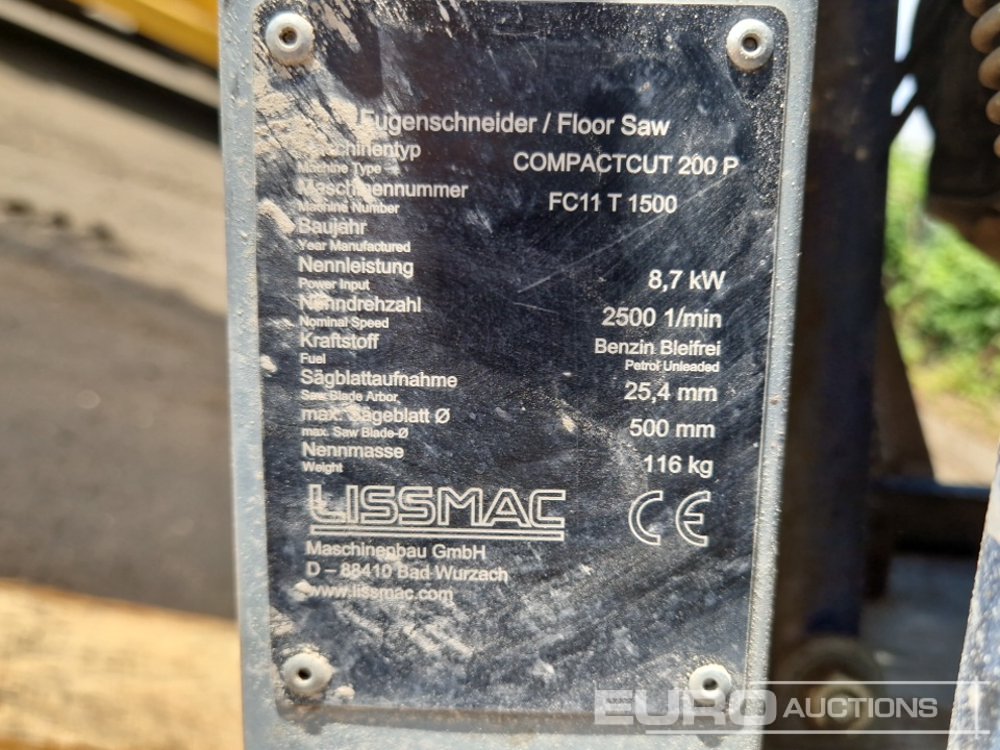 Fugenschneider / Floor Saw
Maschinentyp COMPACTCUT 200 P
Machine Type
Maschinennummer FC11 T 1500
Machine Number
Baujahr
Year Manufactured
Nennleistung 8,7 kW
Power Input
Nenndrehzahl 2500 1/min
Nominal Speed
Kraftstoff Benzin Bleifrei
Fuel Petrol Unleaded
Sägblattaufnahme 25,4 mm
Saw Blade Arbor
max. Sägeblatt Ø 500 mm
max. Saw Blade-Ø
Nennmasse 116 kg
Weight
LISSMAC CE
Maschinenbau GmbH
D – 88410 Bad Wurzach
www.lissmac.com
EURO AUCTIONS